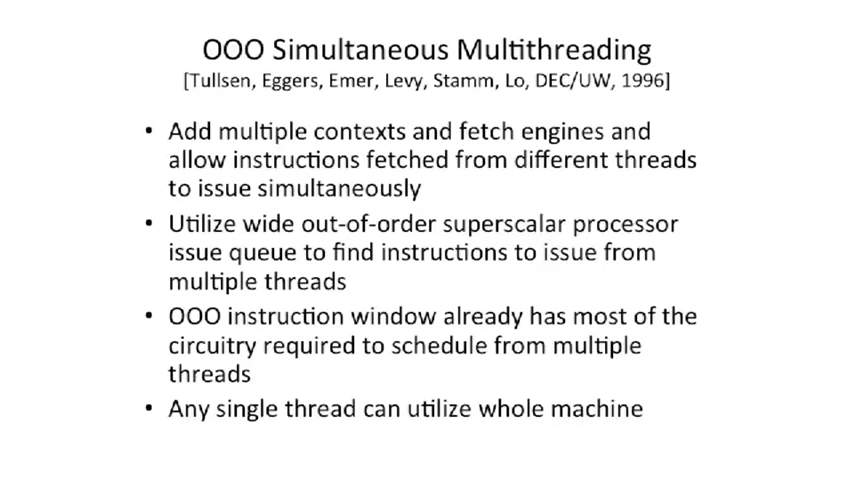 OOO Simultaneous Multithreading
[Tullsen, Eggers, Emer, Levy, Stamm, Lo, DEC/UW, 1996]
• Add multiple contexts and fetch engines and
allow instructions fetched from different threads
to issue simultaneously
• Utilize wide out-of-order superscalar processor
issue queue to find instructions to issue from
multiple threads
• OOO instruction window already has most of the
circuitry required to schedule from multiple
threads
• Any single thread can utilize whole machine